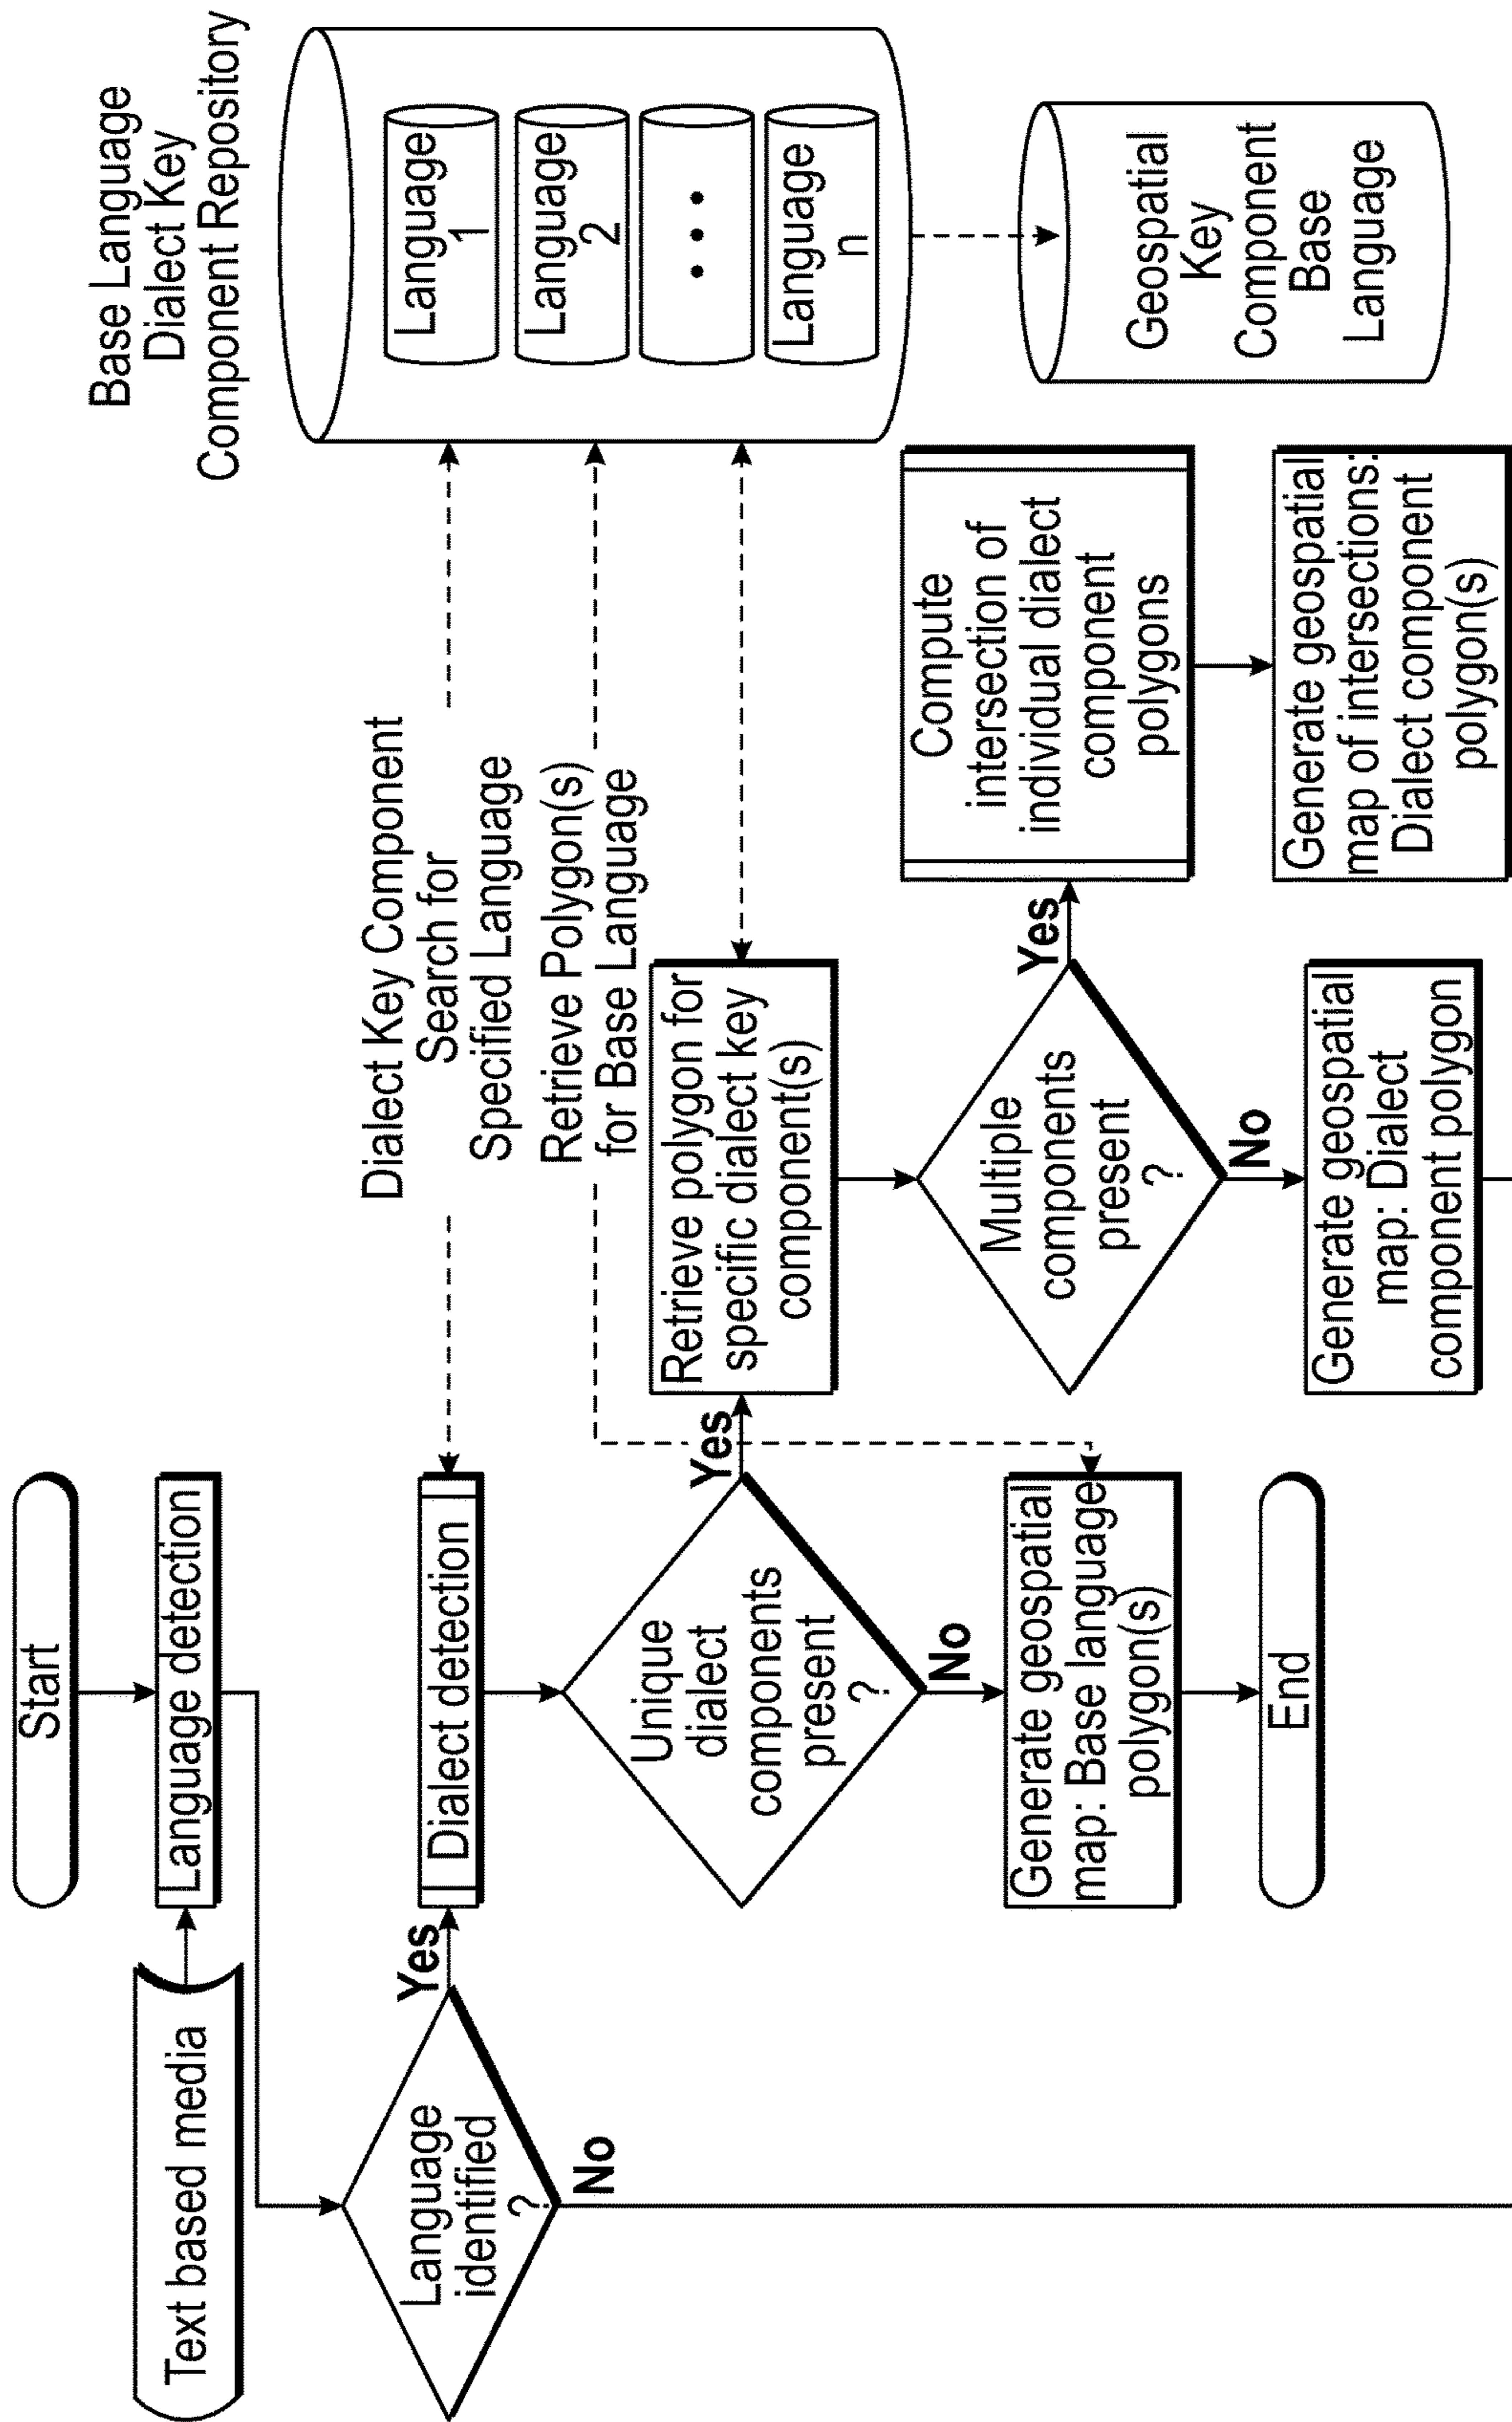 Start
Text based media
Language detection
Language
identified
?
Yes
No
Dialect detection
Unique
dialect
components
present
?
Yes
No
Generate geospatial
map: Base language
polygon(s)
End
Dialect Key Component
Search for
Specified Language
Retrieve Polygon(s)
for Base Language
Retrieve polygon for
specific dialect key
component(s)
Multiple
components
present
?
Yes
No
Generate geospatial
map: Dialect
component polygon
Compute
intersection of
individual dialect
component
polygons
Generate geospatial
map of intersections:
Dialect component
polygon(s)
Base Language
Dialect Key
Component Repository
Language
1
Language
2
• • •
Language
n
Geospatial
Key
Component
Base
Language